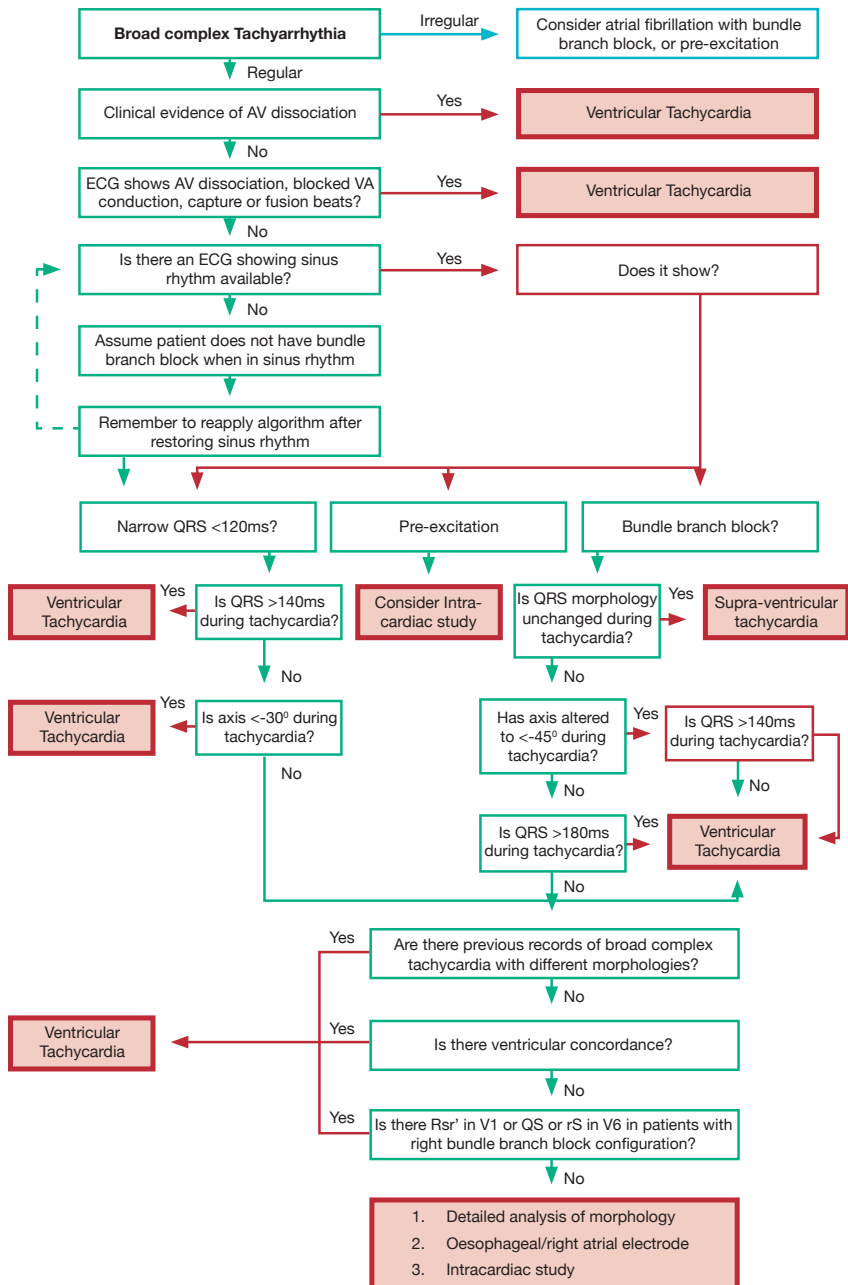 Broad complex Tachyarrhythia
Irregular
Consider atrial fibrillation with bundle
branch block, or pre-excitation
Regular
Clinical evidence of AV dissociation
Yes
Ventricular Tachycardia
No
ECG shows AV dissociation, blocked VA
conduction, capture or fusion beats?
Yes
Ventricular Tachycardia
No
Is there an ECG showing sinus
rhythm available?
Yes
Does it show?
No
Assume patient does not have bundle
branch block when in sinus rhythm
Remember to reapply algorithm after
restoring sinus rhythm
Narrow QRS <120ms?
Pre-excitation
Bundle branch block?
Ventricular
Tachycardia
Yes
Is QRS >140ms
during tachycardia?
Consider Intra-
cardiac study
Is QRS morphology
unchanged during
tachycardia?
Yes
Supra-ventricular
tachycardia
No
No
Ventricular
Tachycardia
Yes
Is axis <-30⁰ during
tachycardia?
Has axis altered
to <-45⁰ during
tachycardia?
Yes
Is QRS >140ms
during tachycardia?
No
No
No
Is QRS >180ms
during tachycardia?
Yes
Ventricular
Tachycardia
No
Yes
Are there previous records of broad complex
tachycardia with different morphologies?
No
Ventricular
Tachycardia
Yes
Is there ventricular concordance?
No
Yes
Is there Rsr’ in V1 or QS or rS in V6 in patients with
right bundle branch block configuration?
No
1. Detailed analysis of morphology
2. Oesophageal/right atrial electrode
3. Intracardiac study